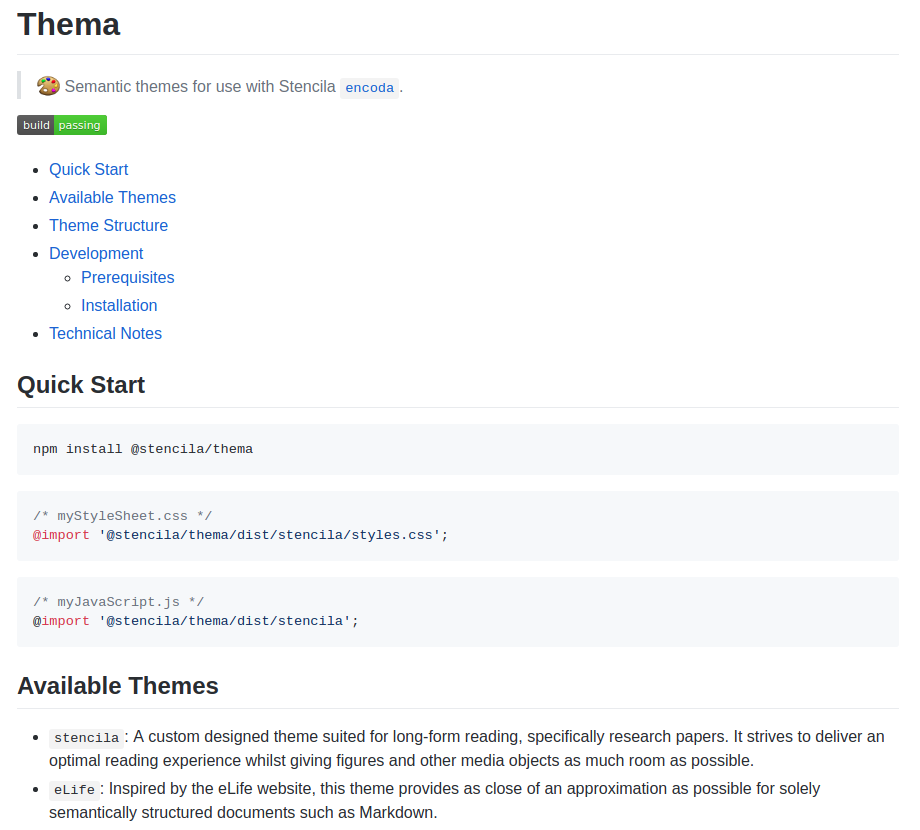 Thema
🎨 Semantic themes for use with Stencila encoda.
build passing
Quick Start
Available Themes
Theme Structure
Development
Prerequisites
Installation
Technical Notes
Quick Start
npm install @stencila/thema
/* myStyleSheet.css */
@import '@stencila/thema/dist/stencila/styles.css';
/* myJavaScript.js */
@import '@stencila/thema/dist/stencila';
Available Themes
stencila: A custom designed theme suited for long-form reading, specifically research papers. It strives to deliver an
optimal reading experience whilst giving figures and other media objects as much room as possible.
eLife: Inspired by the eLife website, this theme provides as close of an approximation as possible for solely
semantically structured documents such as Markdown.